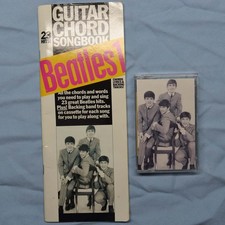 GUITAR
CHORD
SONGBOOK
Beatles 1
All the chords and words
you need to play and sing
23 great Beatles hits.
Plus! Backing band tracks
on cassette for each song
for you to play along with.